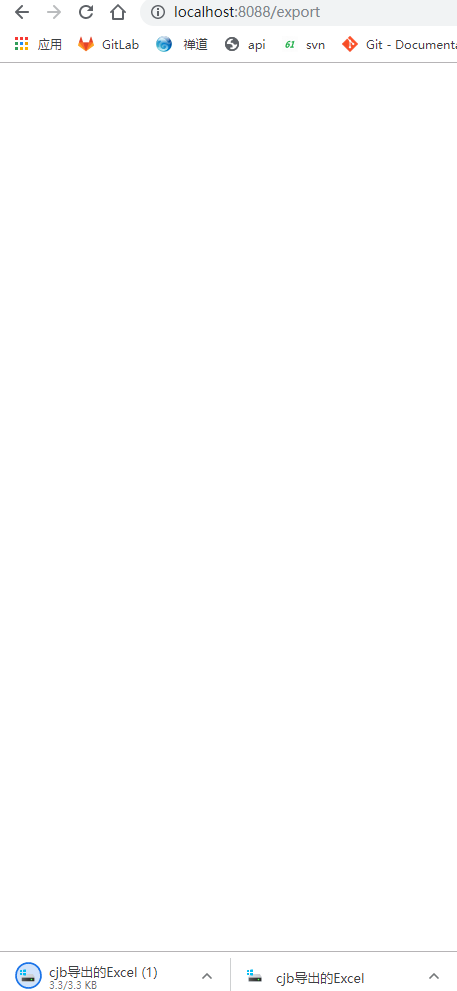 localhost:8088/export
应用 GitLab 禅道 api 61 svn Git - Documenta
cjb导出的Excel (1) cjb导出的Excel
3.3/3.3 KB